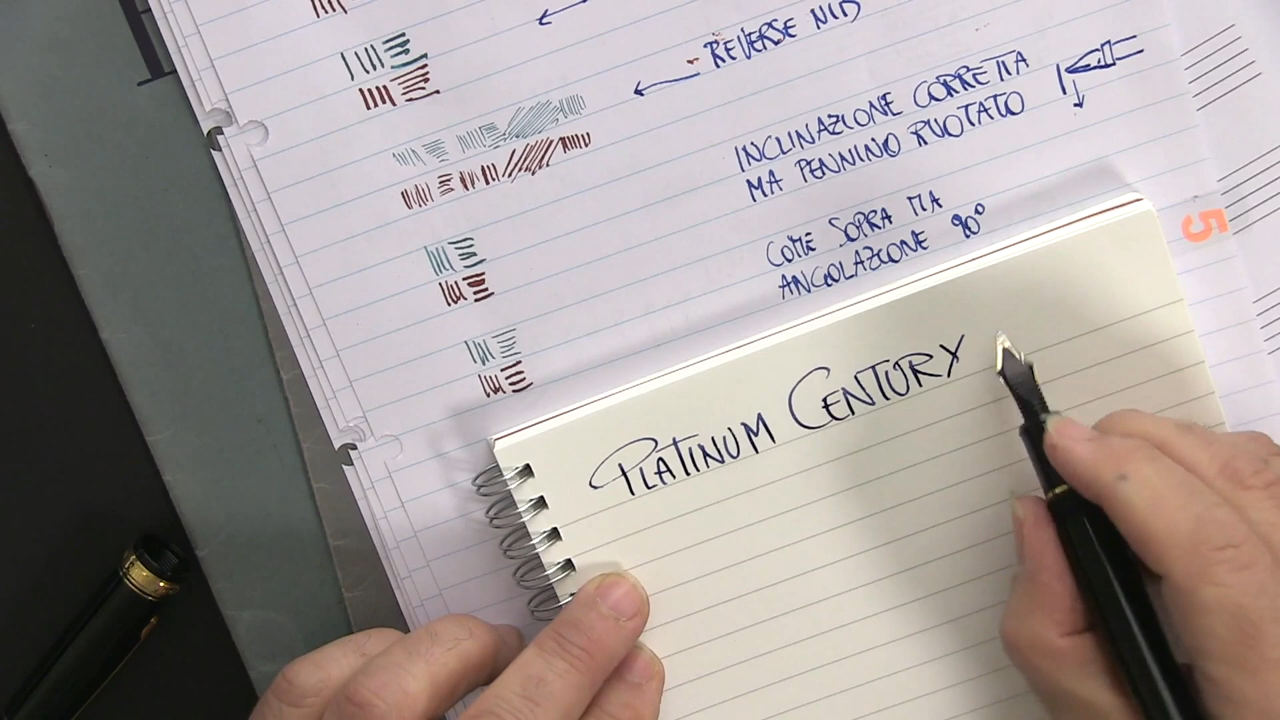 REVERSE NIB
INCLINAZIONE CORRETTA
MA PENNINO RUOTATO
COME SOPRA MA
ANGOLAZIONE 90°
5
PLATINUM CENTURY